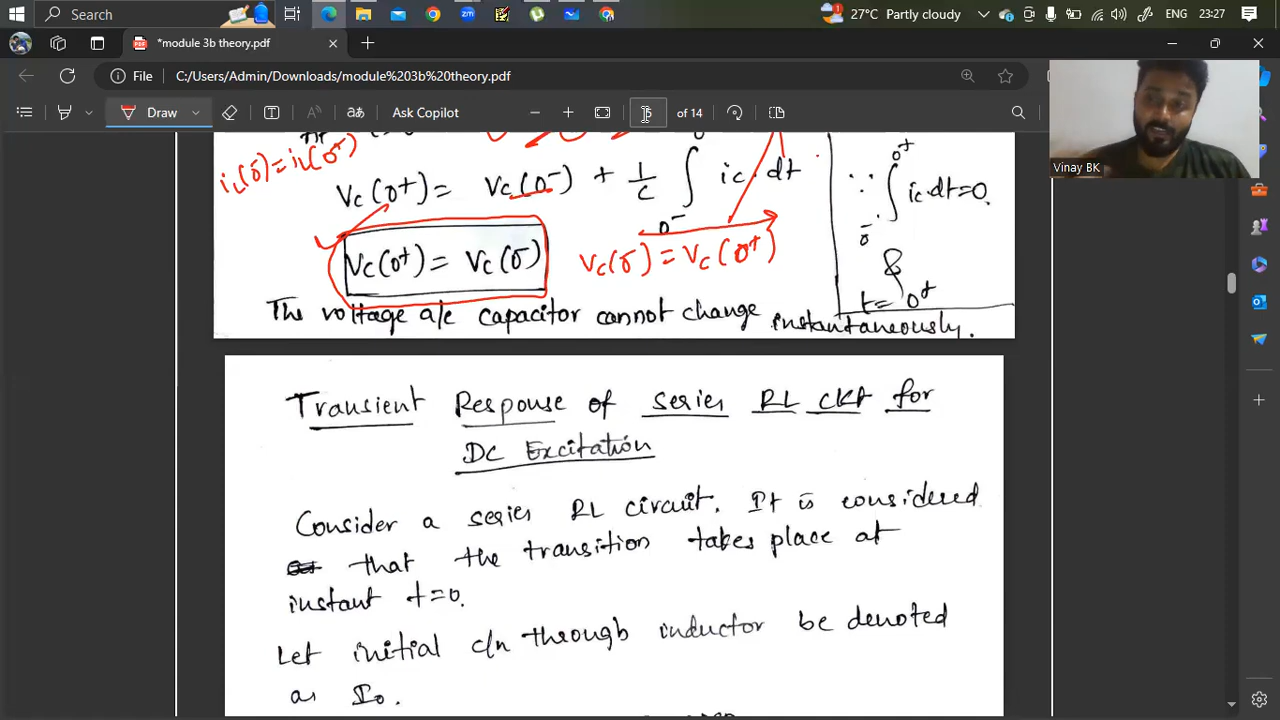 Search
27°C Partly cloudy
ENG
23:27
*module 3b theory.pdf
File
C:/Users/Admin/Downloads/module%203b%20theory.pdf
Draw
Ask Copilot
of 14
Vinay BK
iL(0⁻) = iL(0⁺)
Vc(0⁺) = Vc(0⁻) + 1/c ∫ ic. dt
0⁻
0⁺
∵ ∫ ic.dt=0.
0⁻
&
t= 0⁺
Vc(0⁺) = Vc(0⁻)
Vc(0⁻) = Vc(0⁺)
The voltage a/c capacitor cannot change instantaneously.
Transient Response of series RL ckt for
DC Excitation
Consider a series RL circuit. It is considered
that the transition takes place at
instant t=0.
Let initial c/n through inductor be denoted
as I₀.